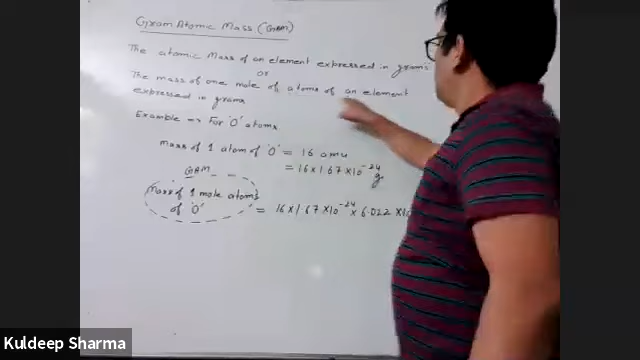 Gram Atomic Mass (GAM)
The atomic mass of an element expressed in grams
or
The mass of one mole of atoms of an element
expressed in grams
Example => For 'O' atoms
mass of 1 atom of 'O' = 16 amu
= 16 x 1.67 x 10^-24 g
GAM
Mass of 1 mole atoms
of 'O' = 16 x 1.67 x 10^-24 x 6.022 x 10
Kuldeep Sharma